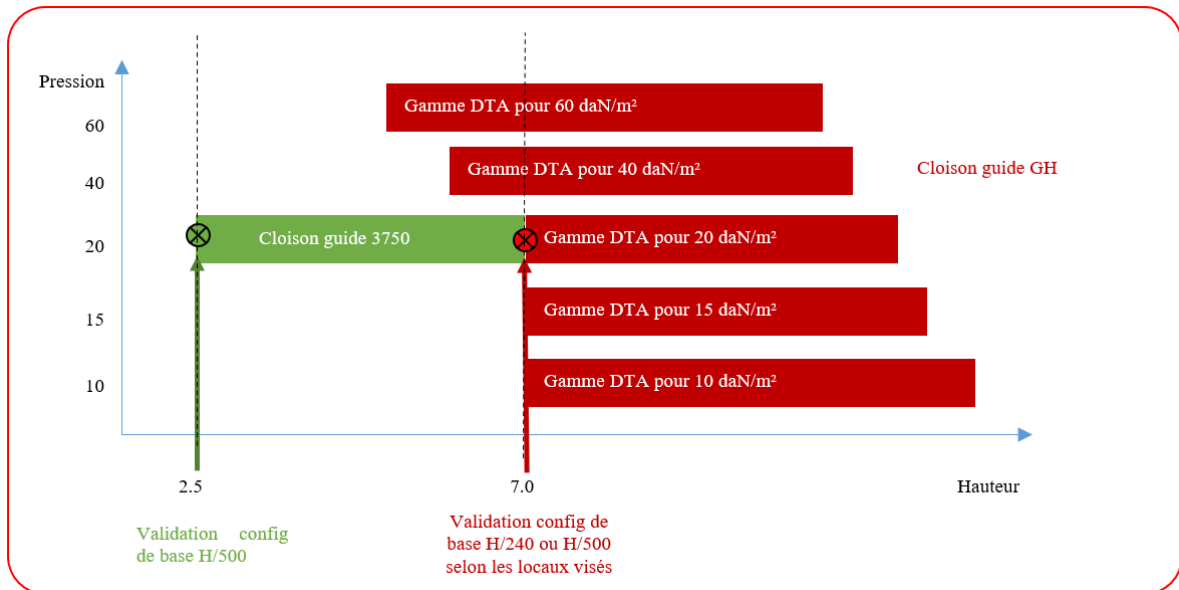 Pression
60
Gamme DTA pour 60 daN/m²
40
Gamme DTA pour 40 daN/m²
Cloison guide GH
20
Cloison guide 3750
Gamme DTA pour 20 daN/m²
15
Gamme DTA pour 15 daN/m²
10
Gamme DTA pour 10 daN/m²
2.5
7.0
Hauteur
Validation config
de base H/500
Validation config de
base H/240 ou H/500
selon les locaux visés